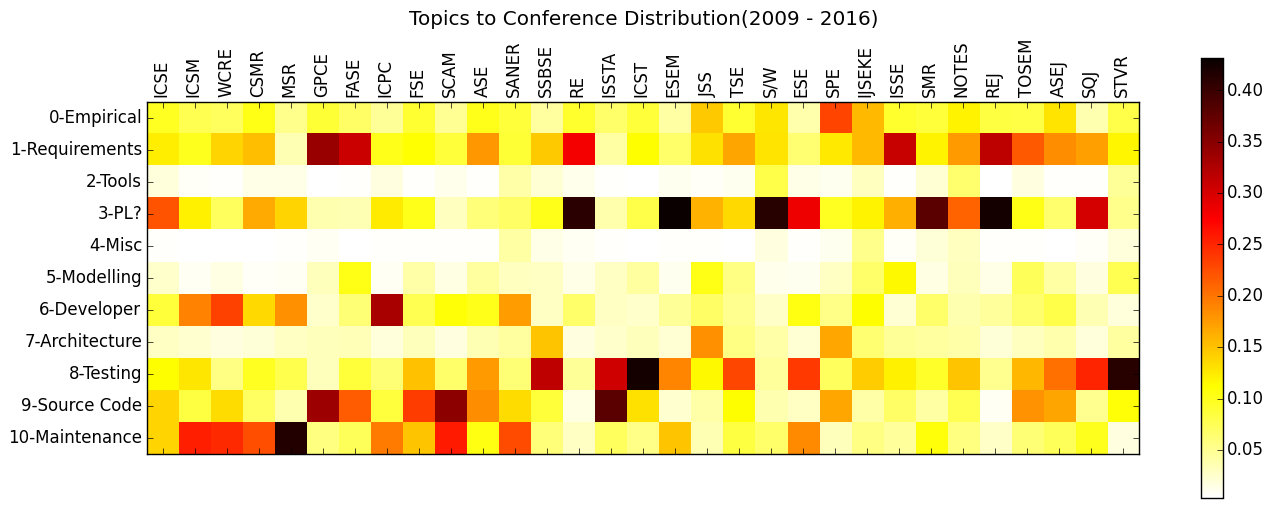 Topics to Conference Distribution(2009 - 2016)
ICSE ICSM WCRE CSMR MSR GPCE FASE ICPC FSE SCAM ASE SANER SSBSE RE ISSTA ICST ESEM JSS TSE S/W ESE SPE IJSEKE ISSE SMR NOTES REJ TOSEM ASEJ SQJ STVR
0-Empirical
1-Requirements
2-Tools
3-PL?
4-Misc
5-Modelling
6-Developer
7-Architecture
8-Testing
9-Source Code
10-Maintenance
0.40
0.35
0.30
0.25
0.20
0.15
0.10
0.05